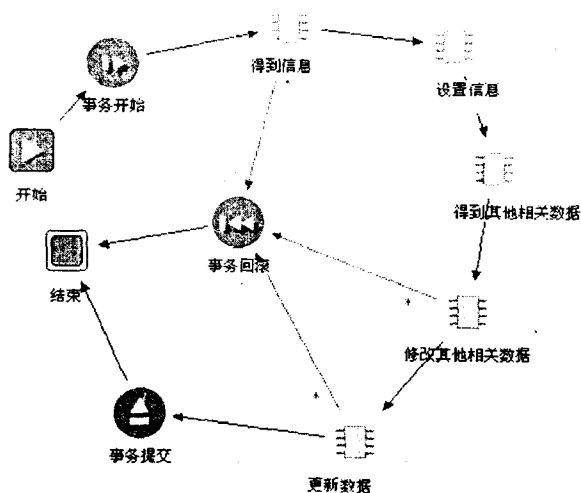 得到信息
设置信息
事务开始
开始
得到其他相关数据
事务回滚
结束
*
修改其他相关数据
*
事务提交
更新数据